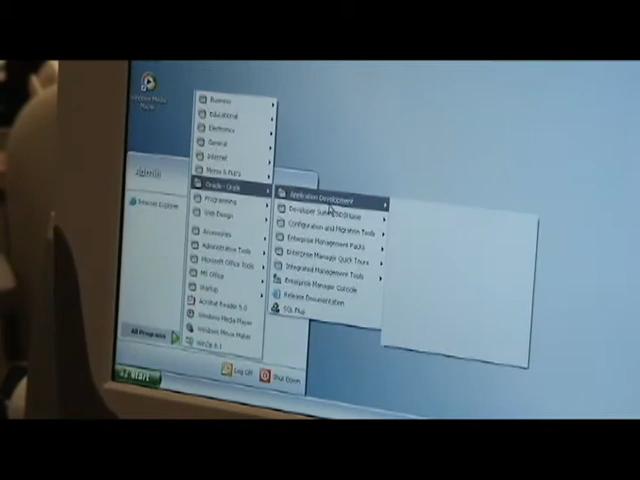 Business
Educational
Electronics
General
Internet
Programming
Web Design
Accessories
Administrative Tools
Microsoft Office Tools
MS Office
Startup
Acrobat Reader 5.0
Windows Media Player
Windows Movie Maker
Application Development
Configuration and Migration Tools
Enterprise Management Packs
Enterprise Manager Quick Tours
Integrated Management Tools
Enterprise Manager Console
Release Documentation
SQL Plus
Internet Explorer
All Programs
Log Off
Shut Down
start